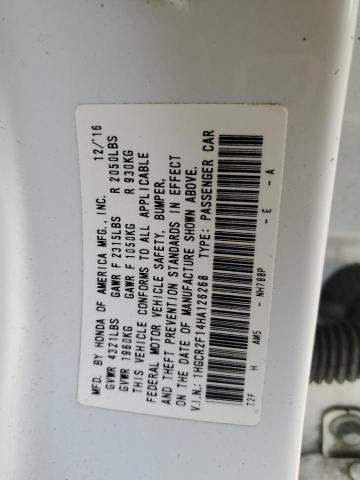 MFD. BY HONDA OF AMERICA MFG., INC. 12/'16
GVWR 4321LBS GAWR F 2315LBS R 2050LBS
GVWR 1960KG GAWR F 1050KG R 930KG
THIS VEHICLE CONFORMS TO ALL APPLICABLE
FEDERAL MOTOR VEHICLE SAFETY, BUMPER,
AND THEFT PREVENTION STANDARDS IN EFFECT
ON THE DATE OF MANUFACTURE SHOWN ABOVE.
V.I.N.: 1HGCR2F14HA126268 TYPE: PASSENGER CAR
T2F H AM5 - NH788P - E - A